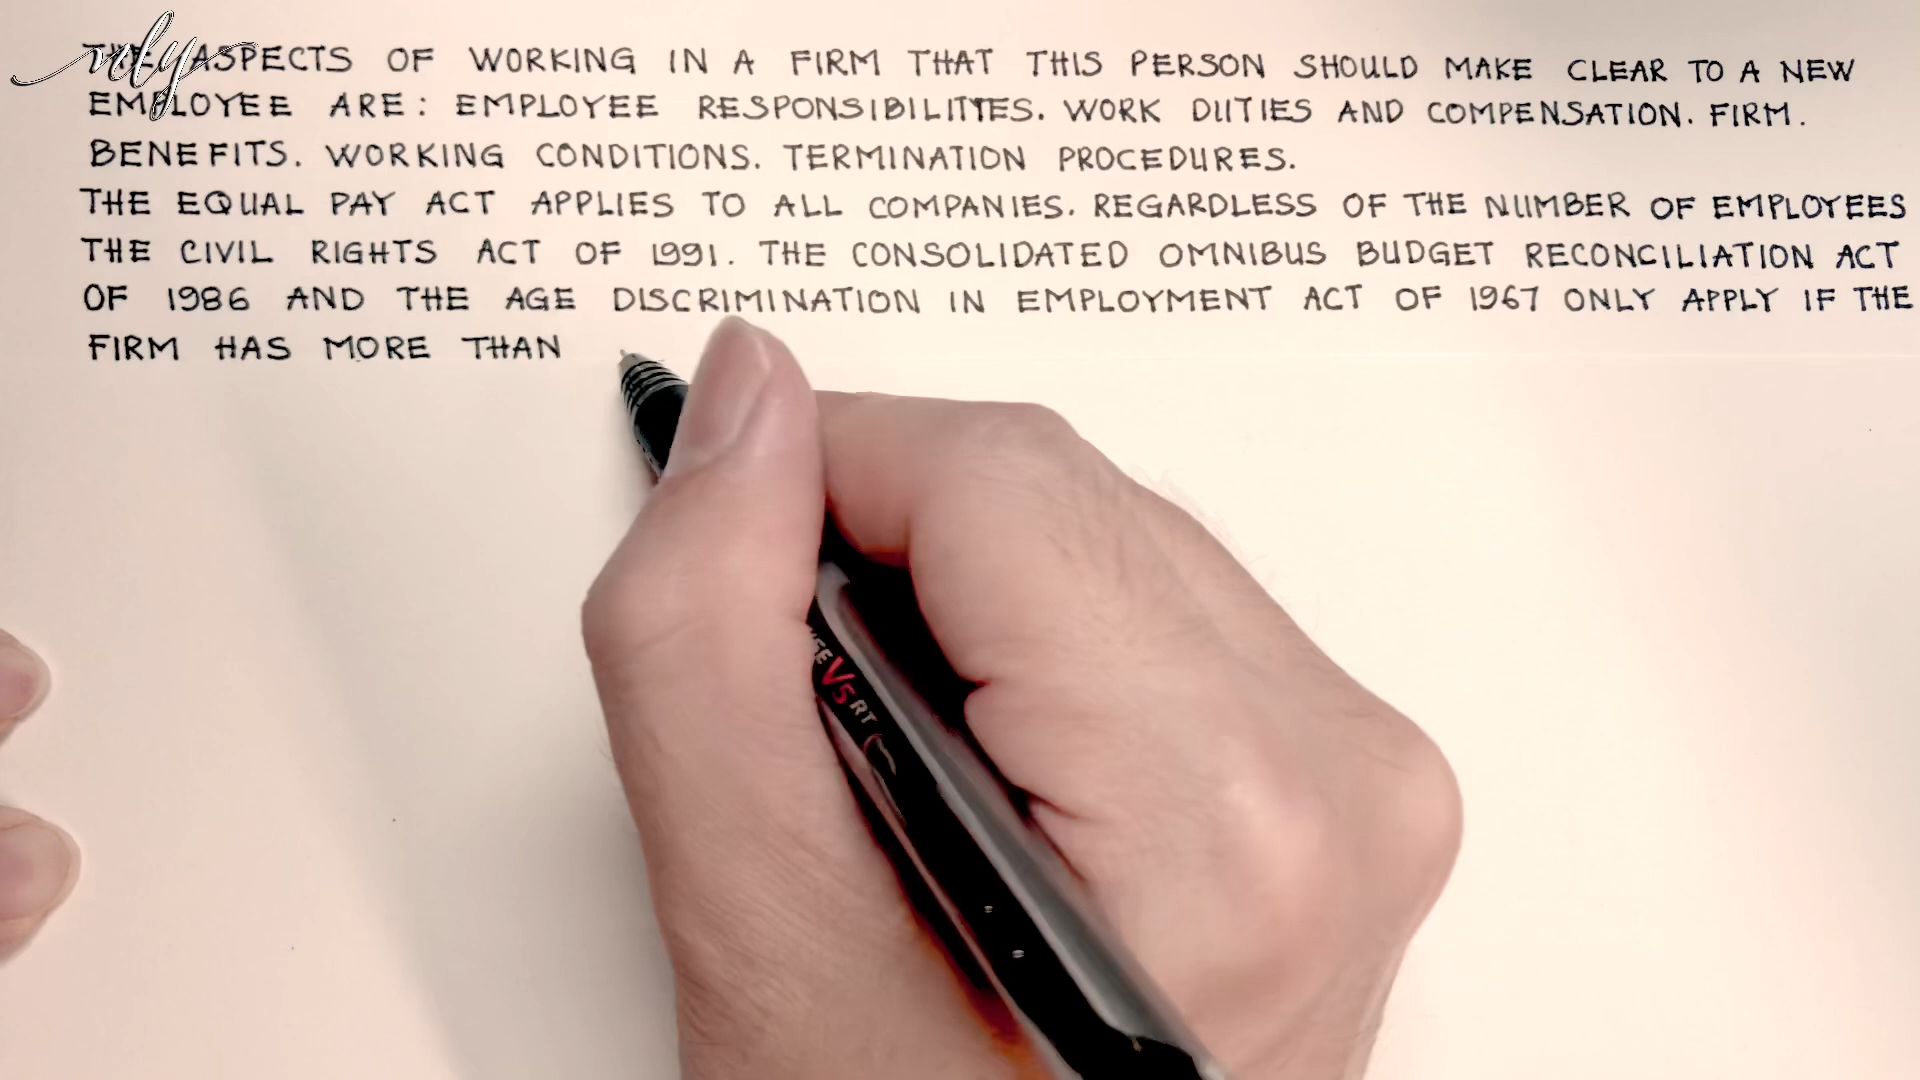 vly
THE ASPECTS OF WORKING IN A FIRM THAT THIS PERSON SHOULD MAKE CLEAR TO A NEW
EMPLOYEE ARE: EMPLOYEE RESPONSIBILITIES. WORK DUTIES AND COMPENSATION. FIRM.
BENEFITS. WORKING CONDITIONS. TERMINATION PROCEDURES.
THE EQUAL PAY ACT APPLIES TO ALL COMPANIES. REGARDLESS OF THE NUMBER OF EMPLOYEES
THE CIVIL RIGHTS ACT OF 1991. THE CONSOLIDATED OMNIBUS BUDGET RECONCILIATION ACT
OF 1986 AND THE AGE DISCRIMINATION IN EMPLOYMENT ACT OF 1967 ONLY APPLY IF THE
FIRM HAS MORE THAN
V5 RT